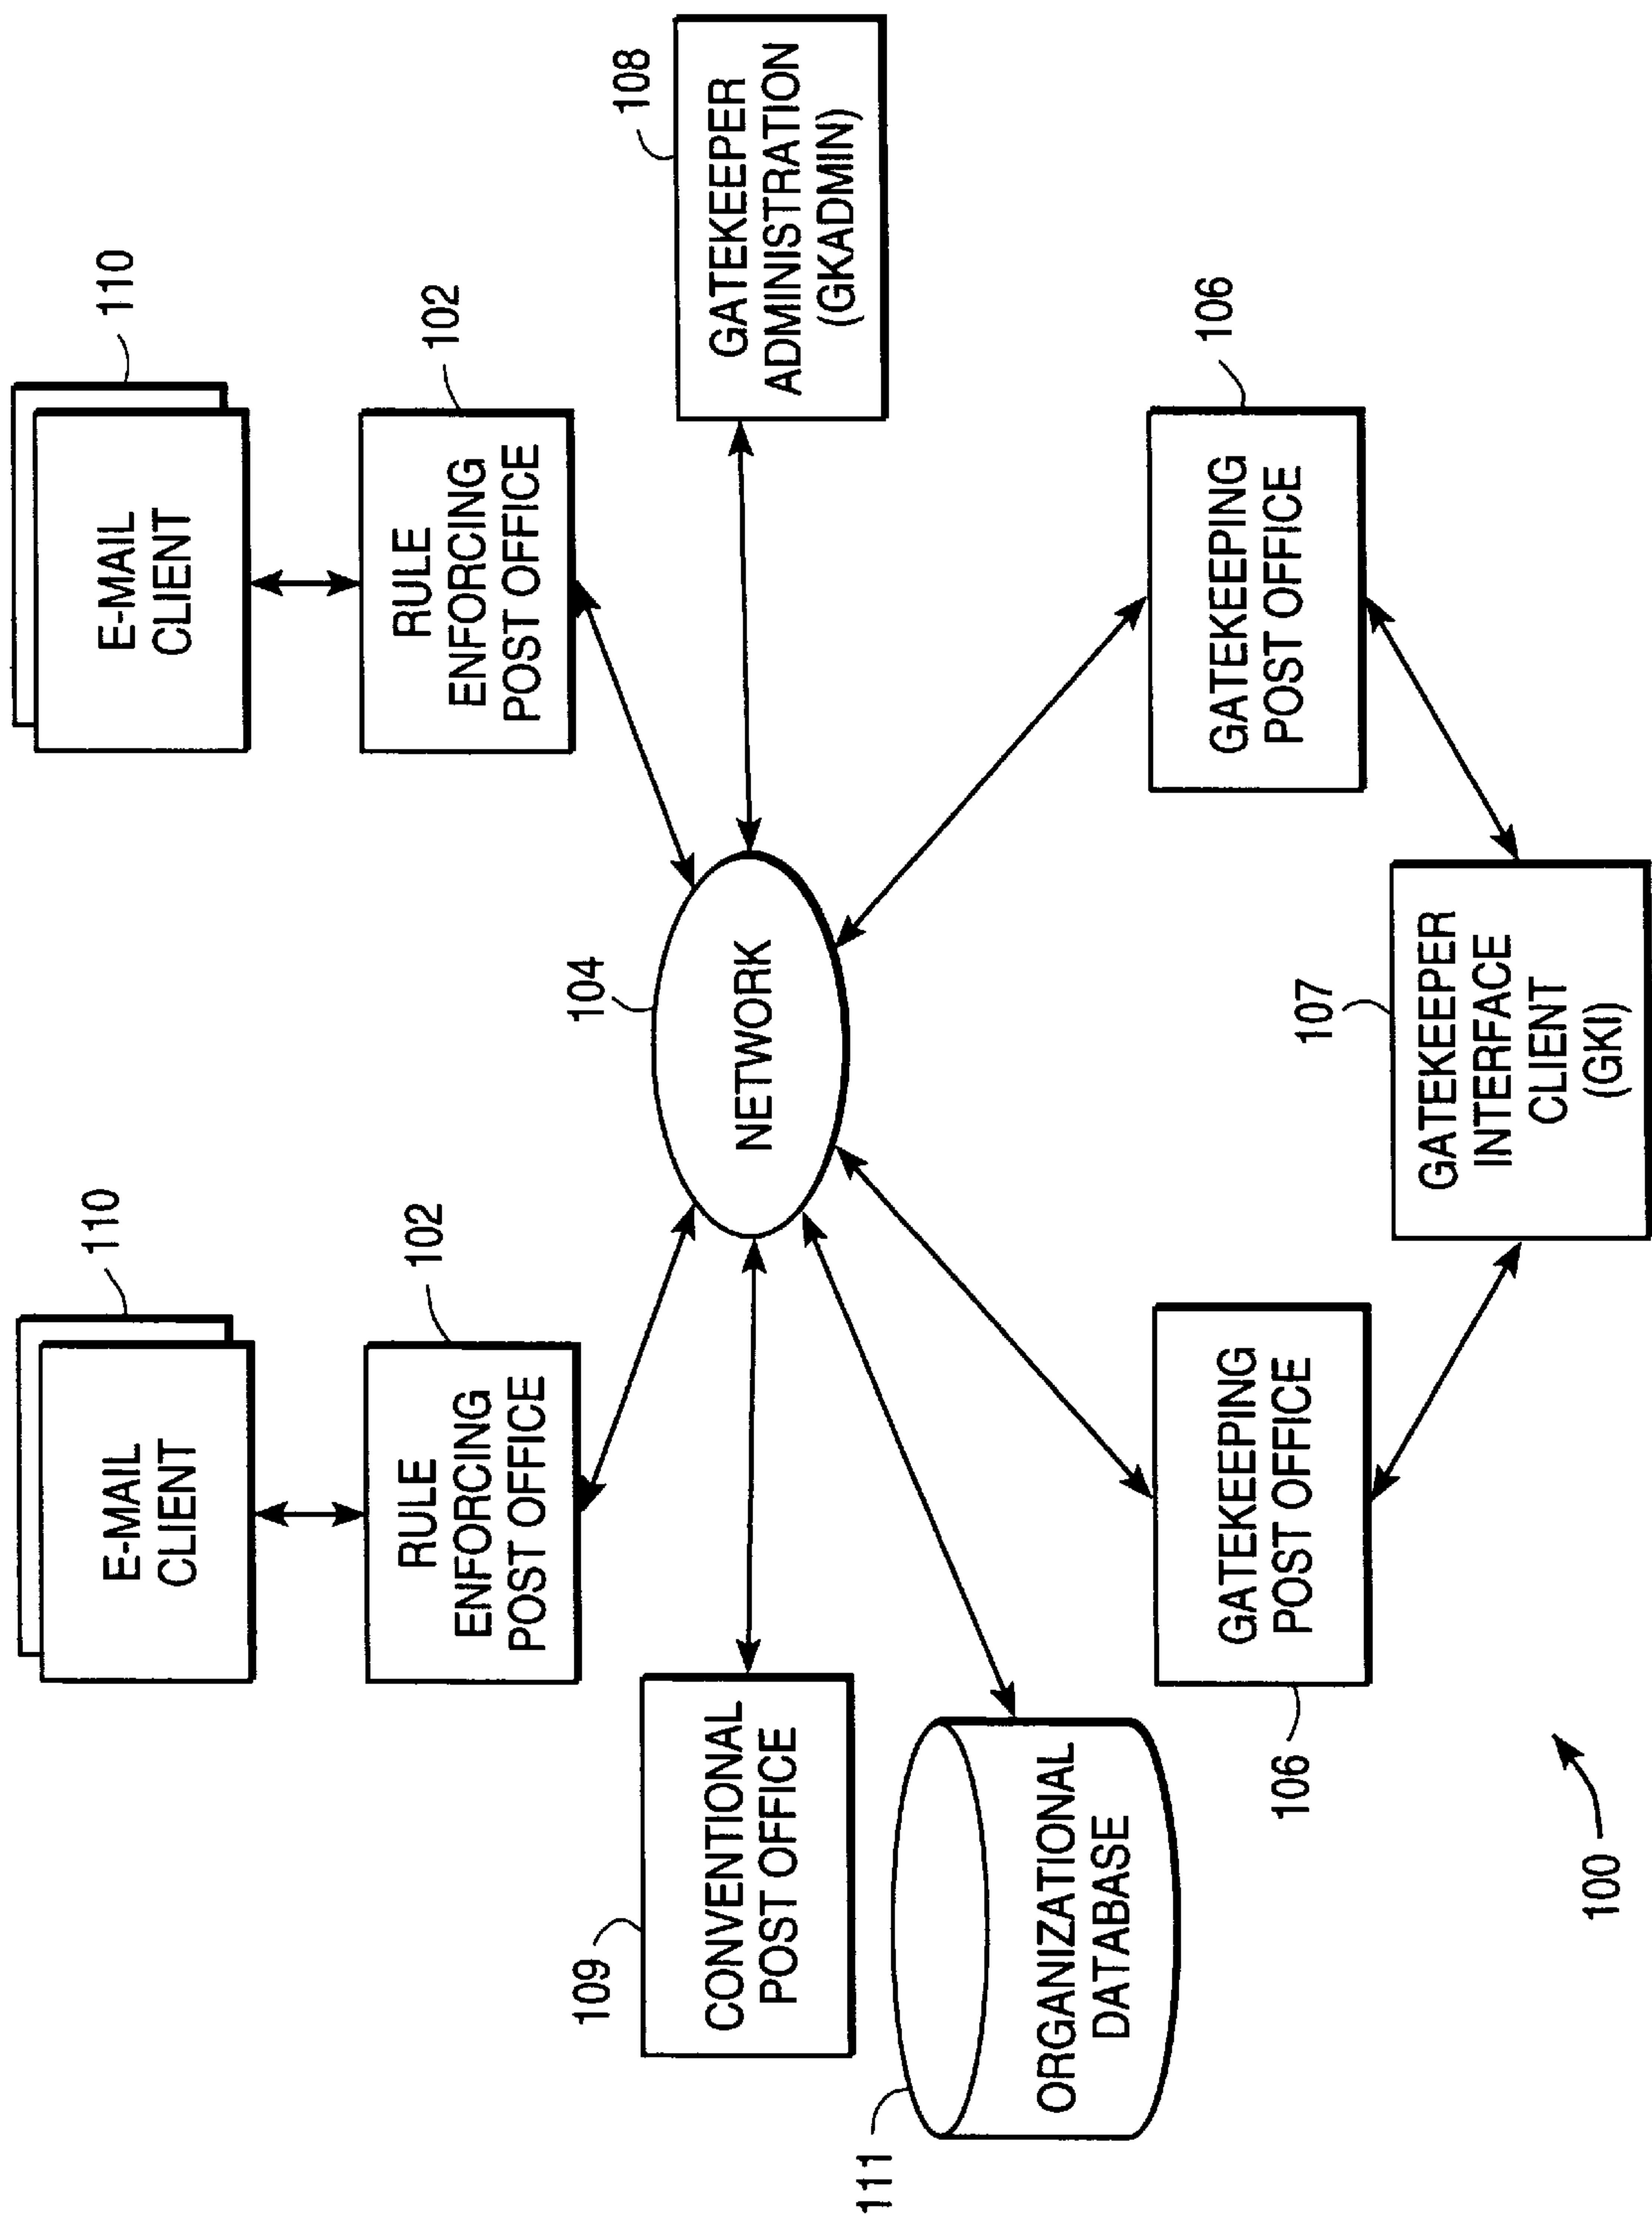 110
E-MAIL
CLIENT
110
E-MAIL
CLIENT
102
RULE
ENFORCING
POST OFFICE
102
RULE
ENFORCING
POST OFFICE
109
CONVENTIONAL
POST OFFICE
104
NETWORK
108
GATEKEEPER
ADMINISTRATION
(GKADMIN)
111
ORGANIZATIONAL
DATABASE
106
GATEKEEPING
POST OFFICE
106
GATEKEEPING
POST OFFICE
107
GATEKEEPER
INTERFACE
CLIENT
(GKI)
100